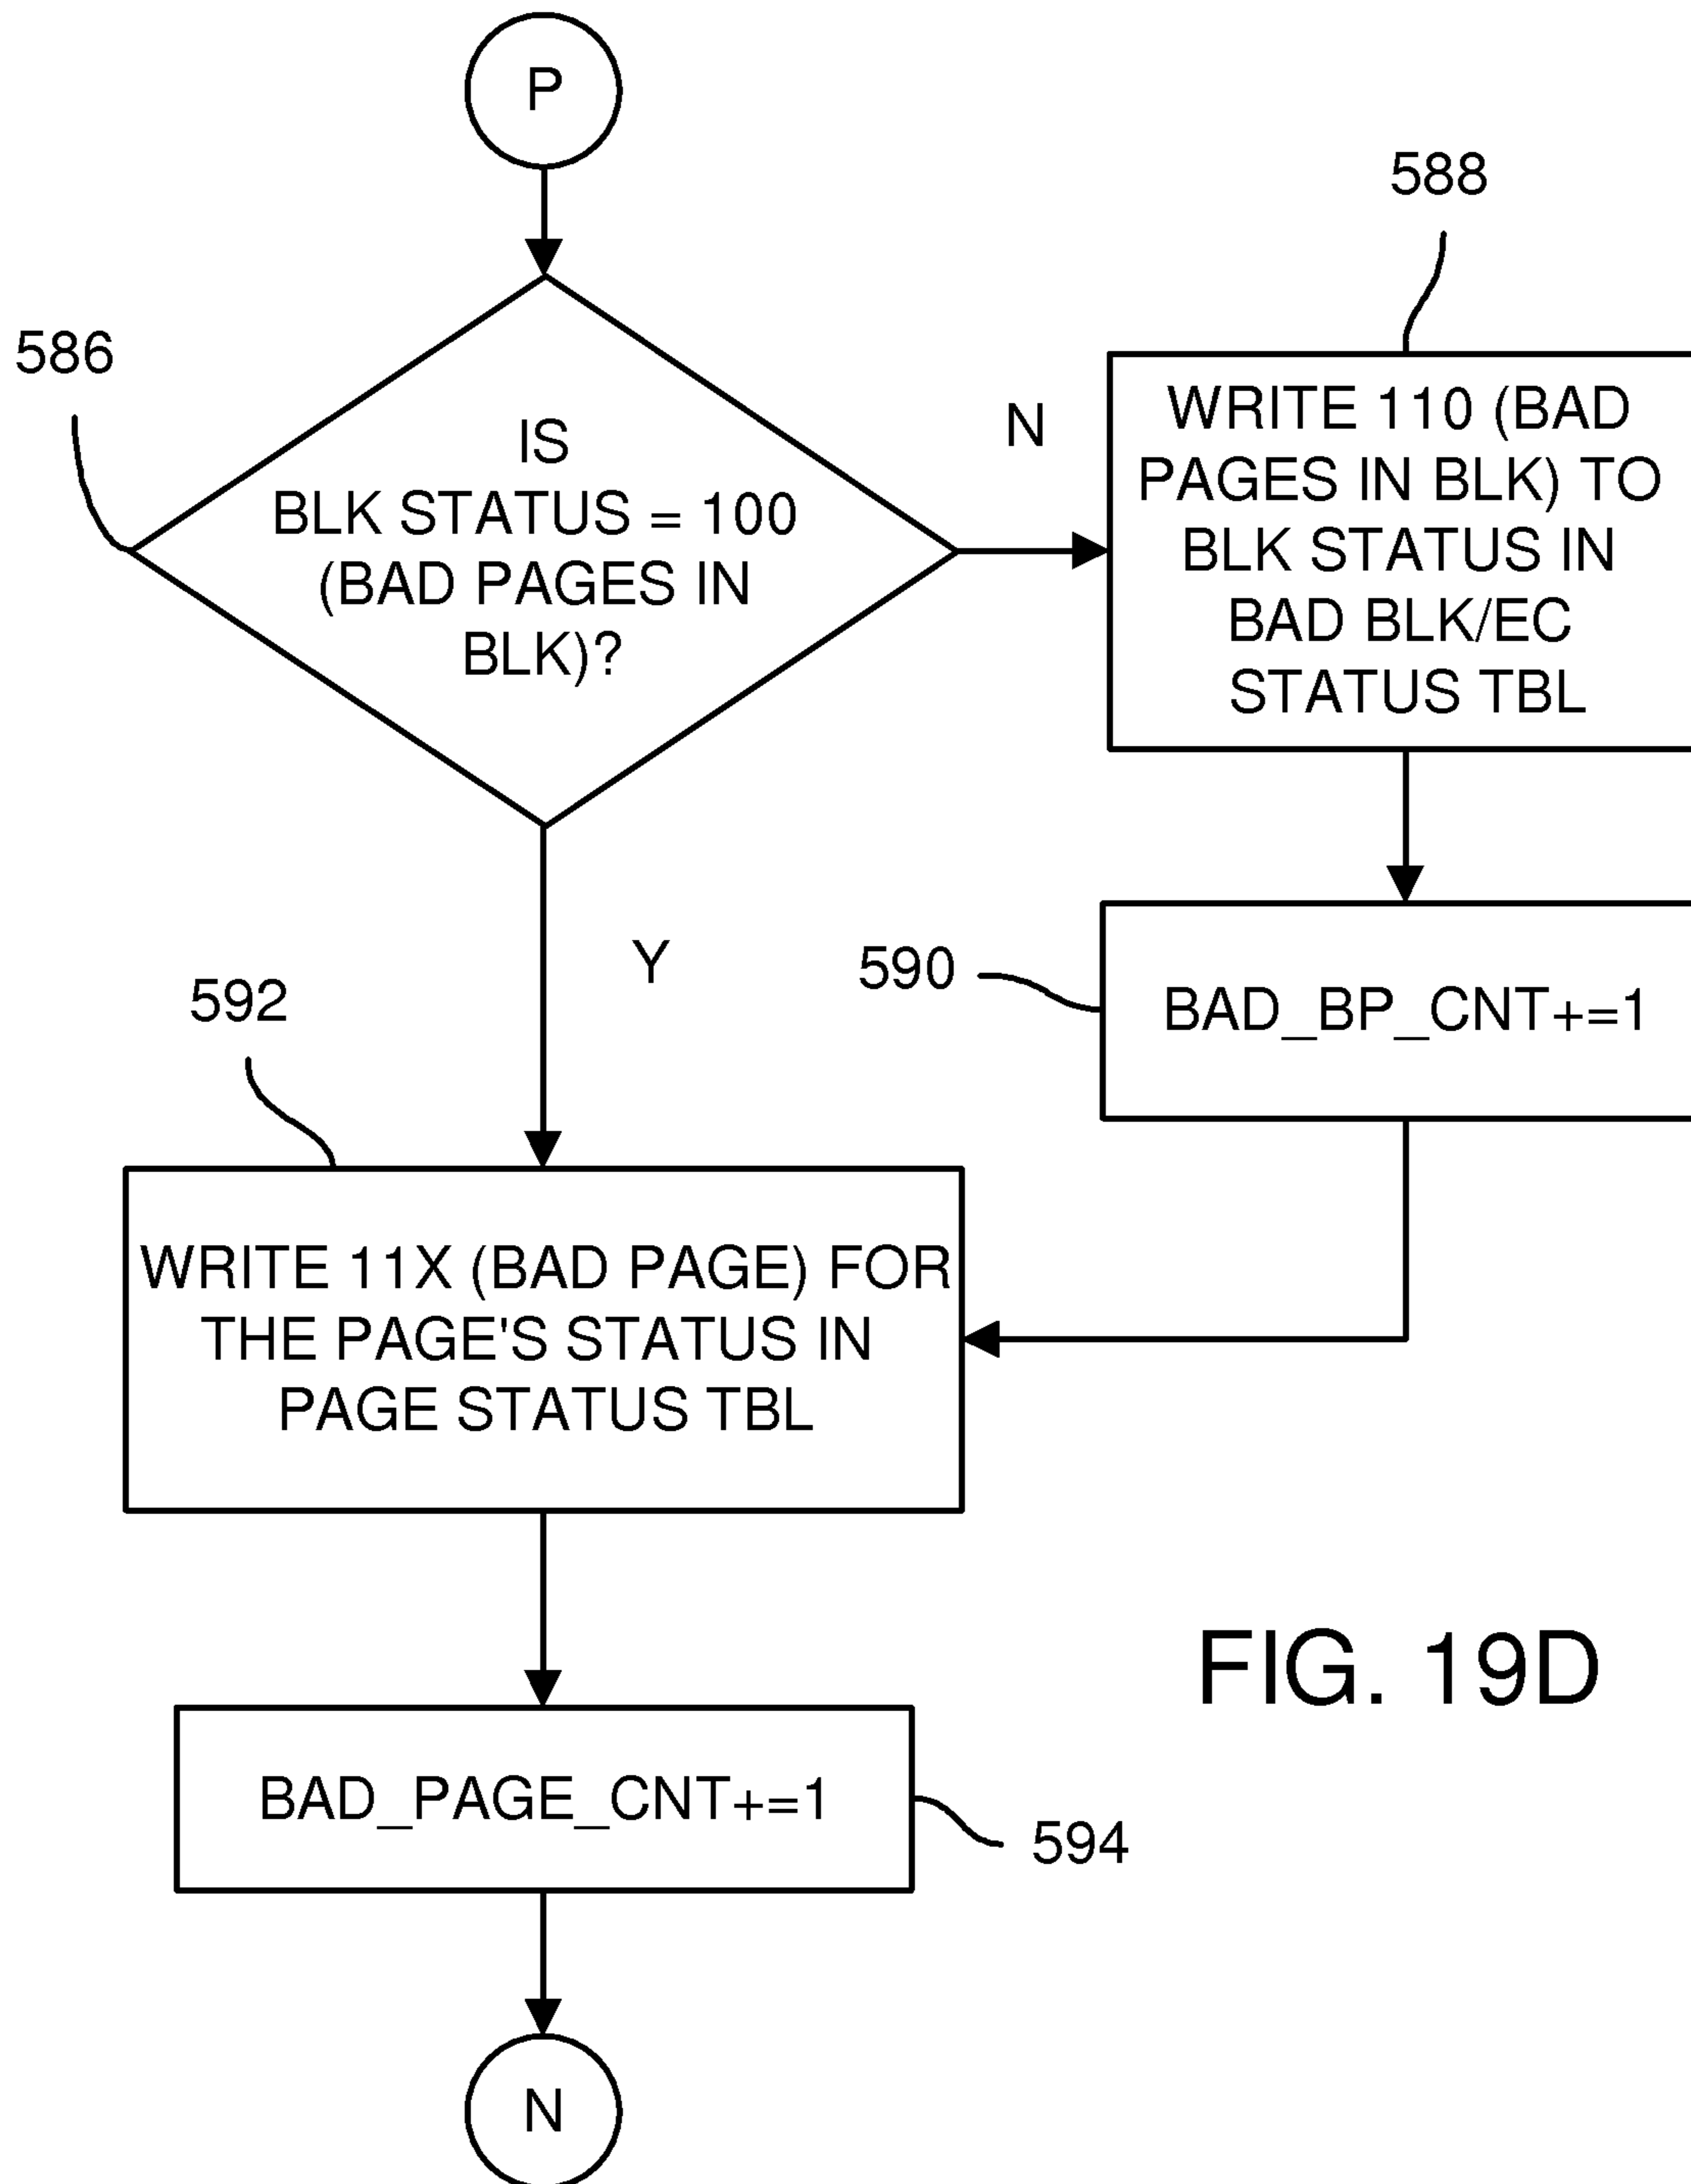 P
588
586
IS
BLK STATUS = 100
(BAD PAGES IN
BLK)?
N
WRITE 110 (BAD
PAGES IN BLK) TO
BLK STATUS IN
BAD BLK/EC
STATUS TBL
Y
590
BAD_BP_CNT+=1
592
WRITE 11X (BAD PAGE) FOR
THE PAGE'S STATUS IN
PAGE STATUS TBL
FIG. 19D
BAD_PAGE_CNT+=1
594
N